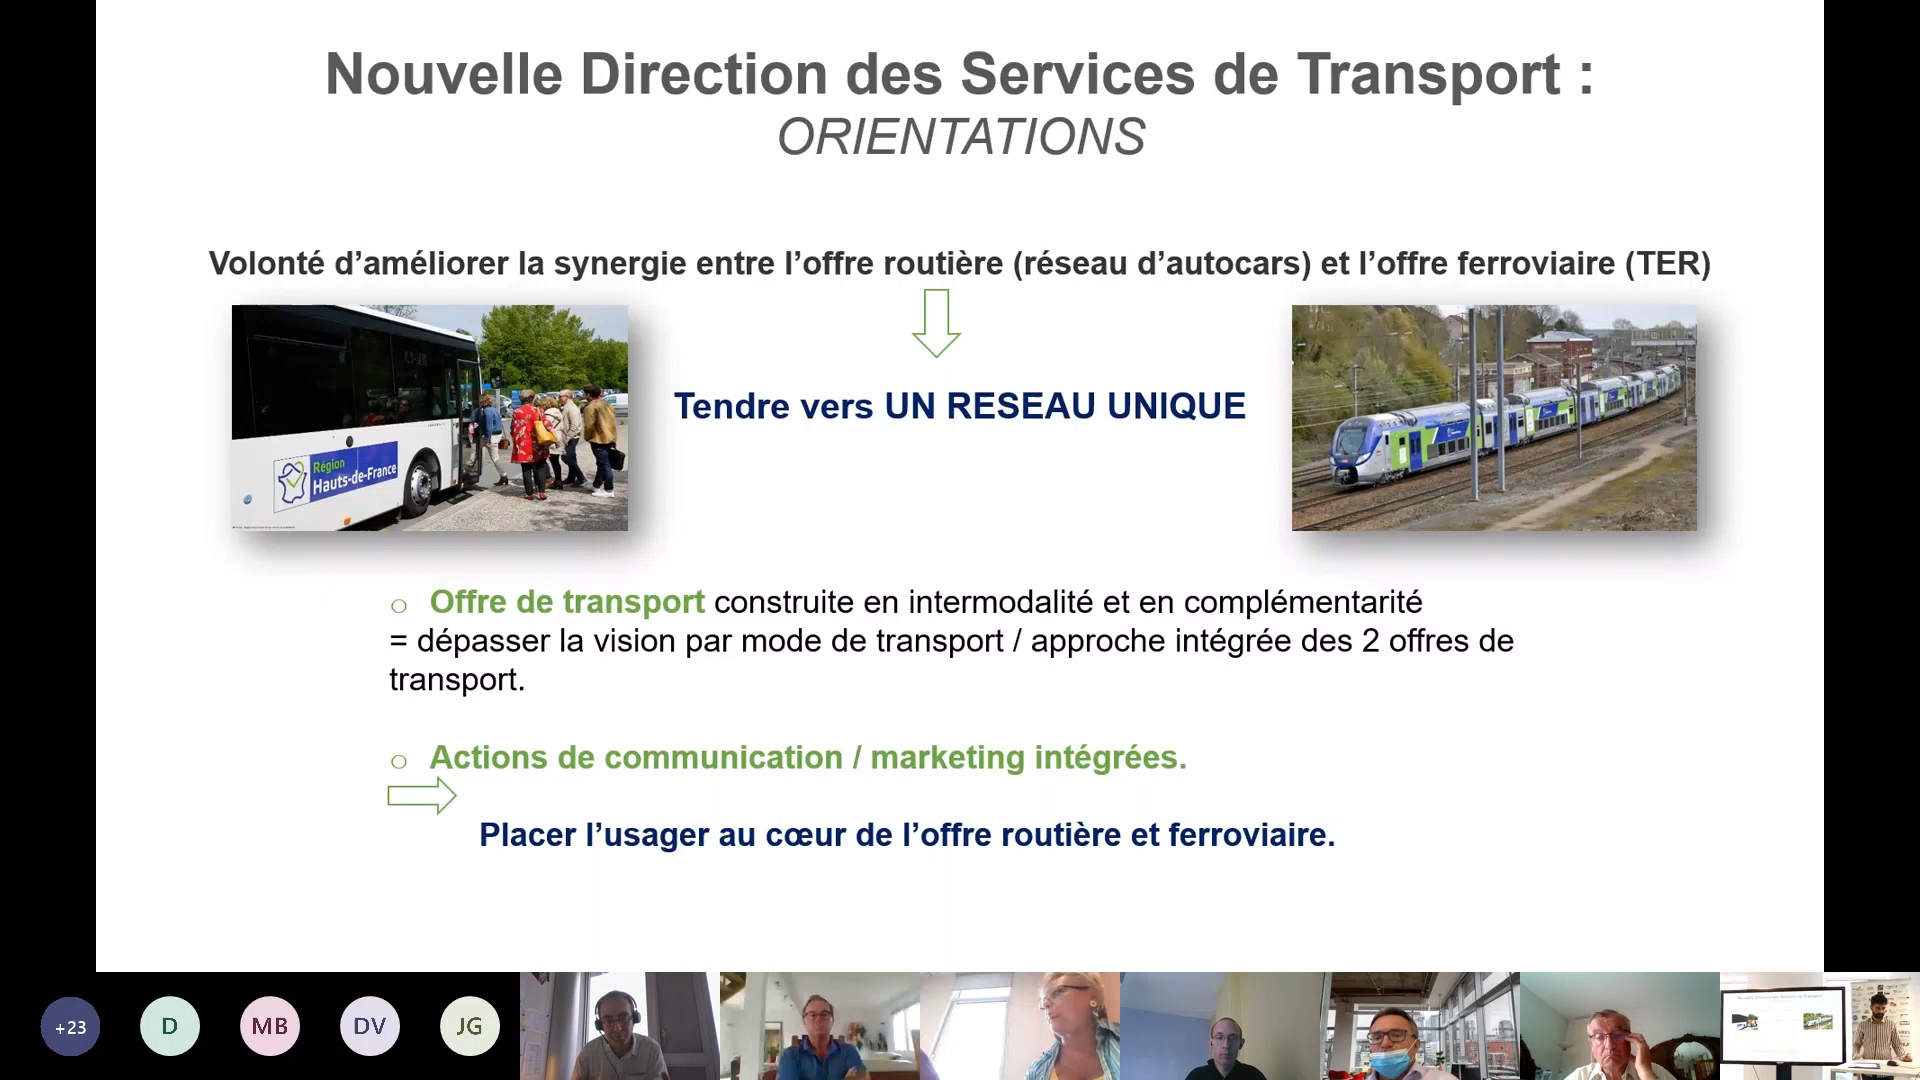 Nouvelle Direction des Services de Transport :
ORIENTATIONS
Volonté d’améliorer la synergie entre l’offre routière (réseau d’autocars) et l’offre ferroviaire (TER)
Région
Hauts-de-France
Tendre vers UN RESEAU UNIQUE
o Offre de transport construite en intermodalité et en complémentarité
= dépasser la vision par mode de transport / approche intégrée des 2 offres de
transport.
o Actions de communication / marketing intégrées.
Placer l’usager au cœur de l’offre routière et ferroviaire.
+23
D
MB
DV
JG